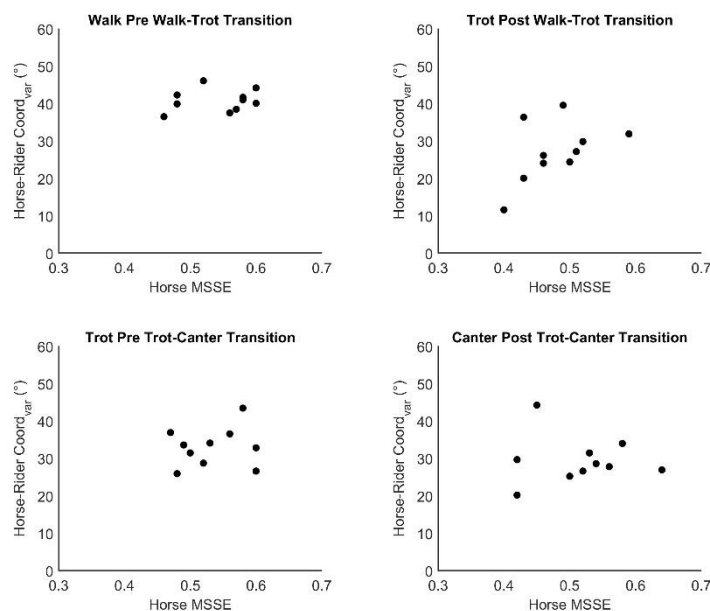 Walk Pre Walk-Trot Transition
60
50
40
30
20
10
0
Horse-Rider Coord_var (°)
0.3 0.4 0.5 0.6 0.7
Horse MSSE
Trot Post Walk-Trot Transition
60
50
40
30
20
10
0
Horse-Rider Coord_var (°)
0.3 0.4 0.5 0.6 0.7
Horse MSSE
Trot Pre Trot-Canter Transition
60
50
40
30
20
10
0
Horse-Rider Coord_var (°)
0.3 0.4 0.5 0.6 0.7
Horse MSSE
Canter Post Trot-Canter Transition
60
50
40
30
20
10
0
Horse-Rider Coord_var (°)
0.3 0.4 0.5 0.6 0.7
Horse MSSE